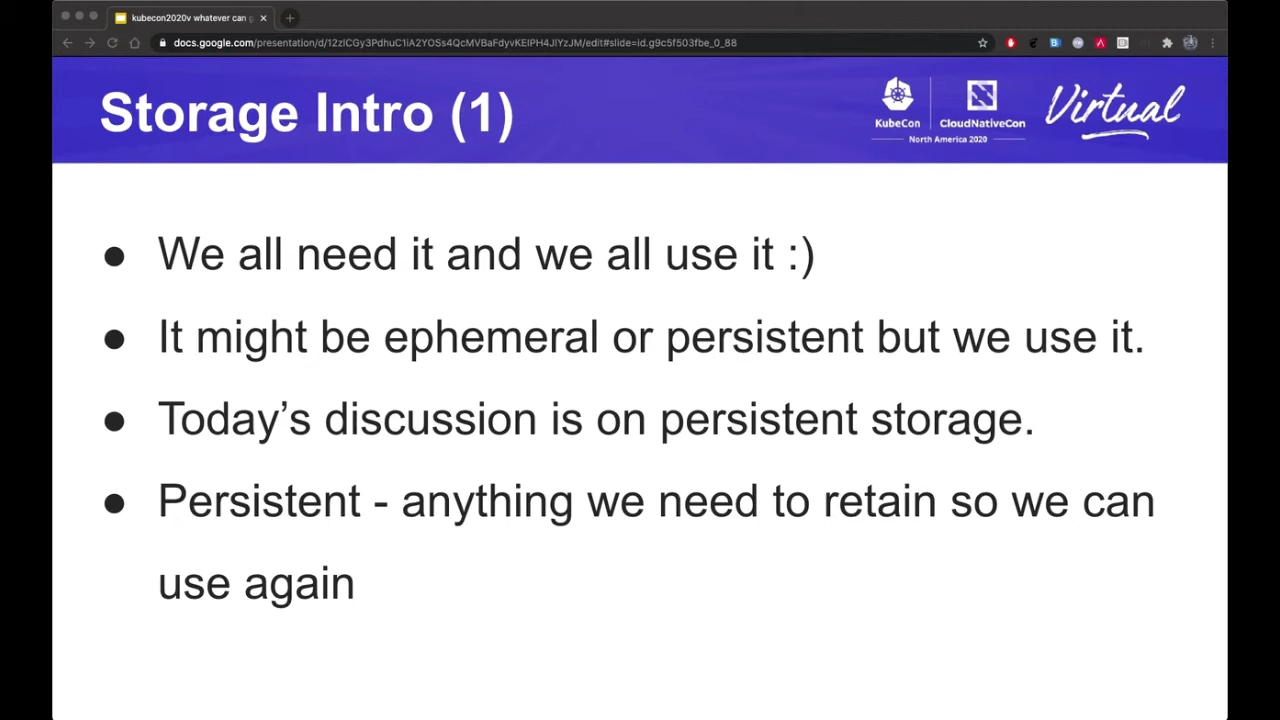 kubecon2020v whatever can g
docs.google.com/presentation/d/12zlCGy3PdhuC1iA2YOSs4QcMVBaFdyvKEIPH4JIYzJM/edit#slide=id.g9c5f503fbe_0_88
Storage Intro (1)
KubeCon
CloudNativeCon
North America 2020
Virtual
● We all need it and we all use it :)
● It might be ephemeral or persistent but we use it.
● Today’s discussion is on persistent storage.
● Persistent - anything we need to retain so we can
use again